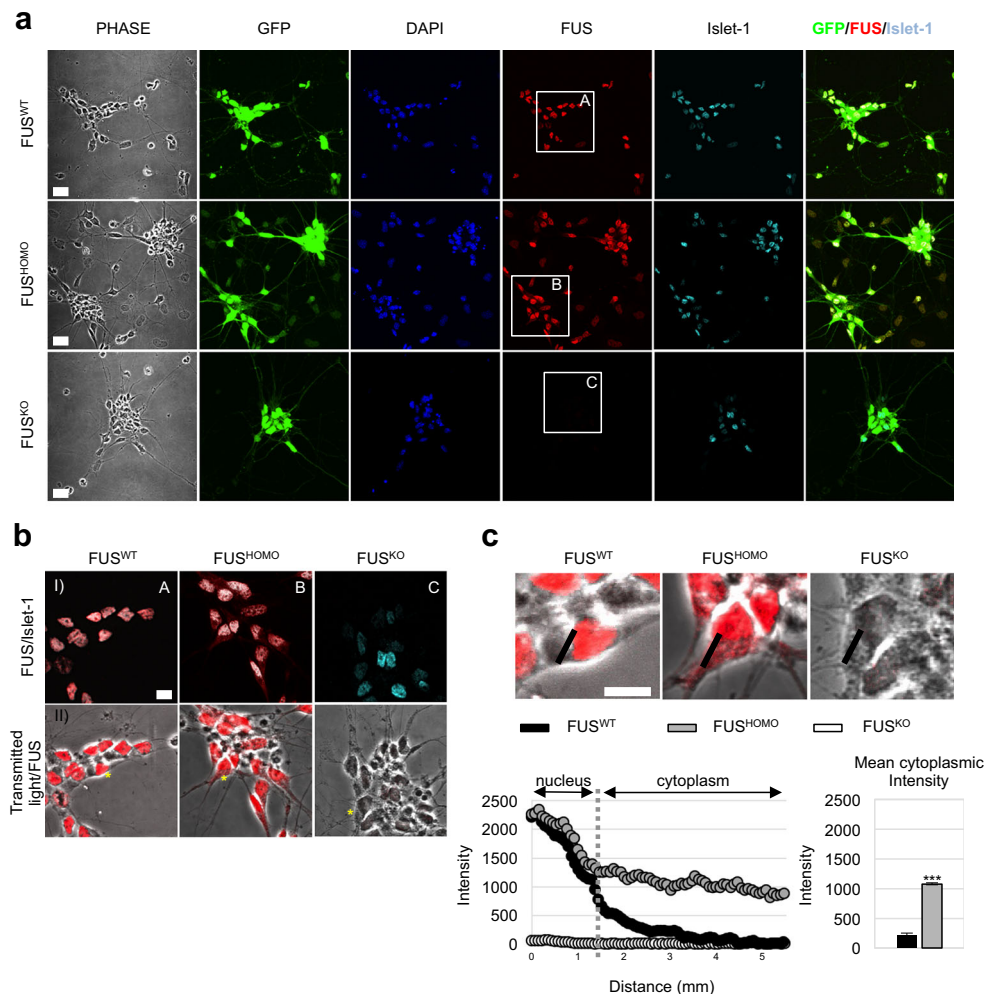 a
PHASE GFP DAPI FUS Islet-1 GFP/FUS/Islet-1
FUSWT
A
FUSHOMO
B
FUSKO
C
b
FUSWT FUSHOMO FUSKO
FUS/Islet-1
I) A B C
Transmitted
light/FUS
II)
* * *
c
FUSWT FUSHOMO FUSKO
FUSWT FUSHOMO FUSKO
nucleus cytoplasm
Intensity
2500
2000
1500
1000
500
0
0 1 2 3 4 5
Distance (mm)
Mean cytoplasmic
Intensity
Intensity
2500
2000
1500
1000
500
0
***